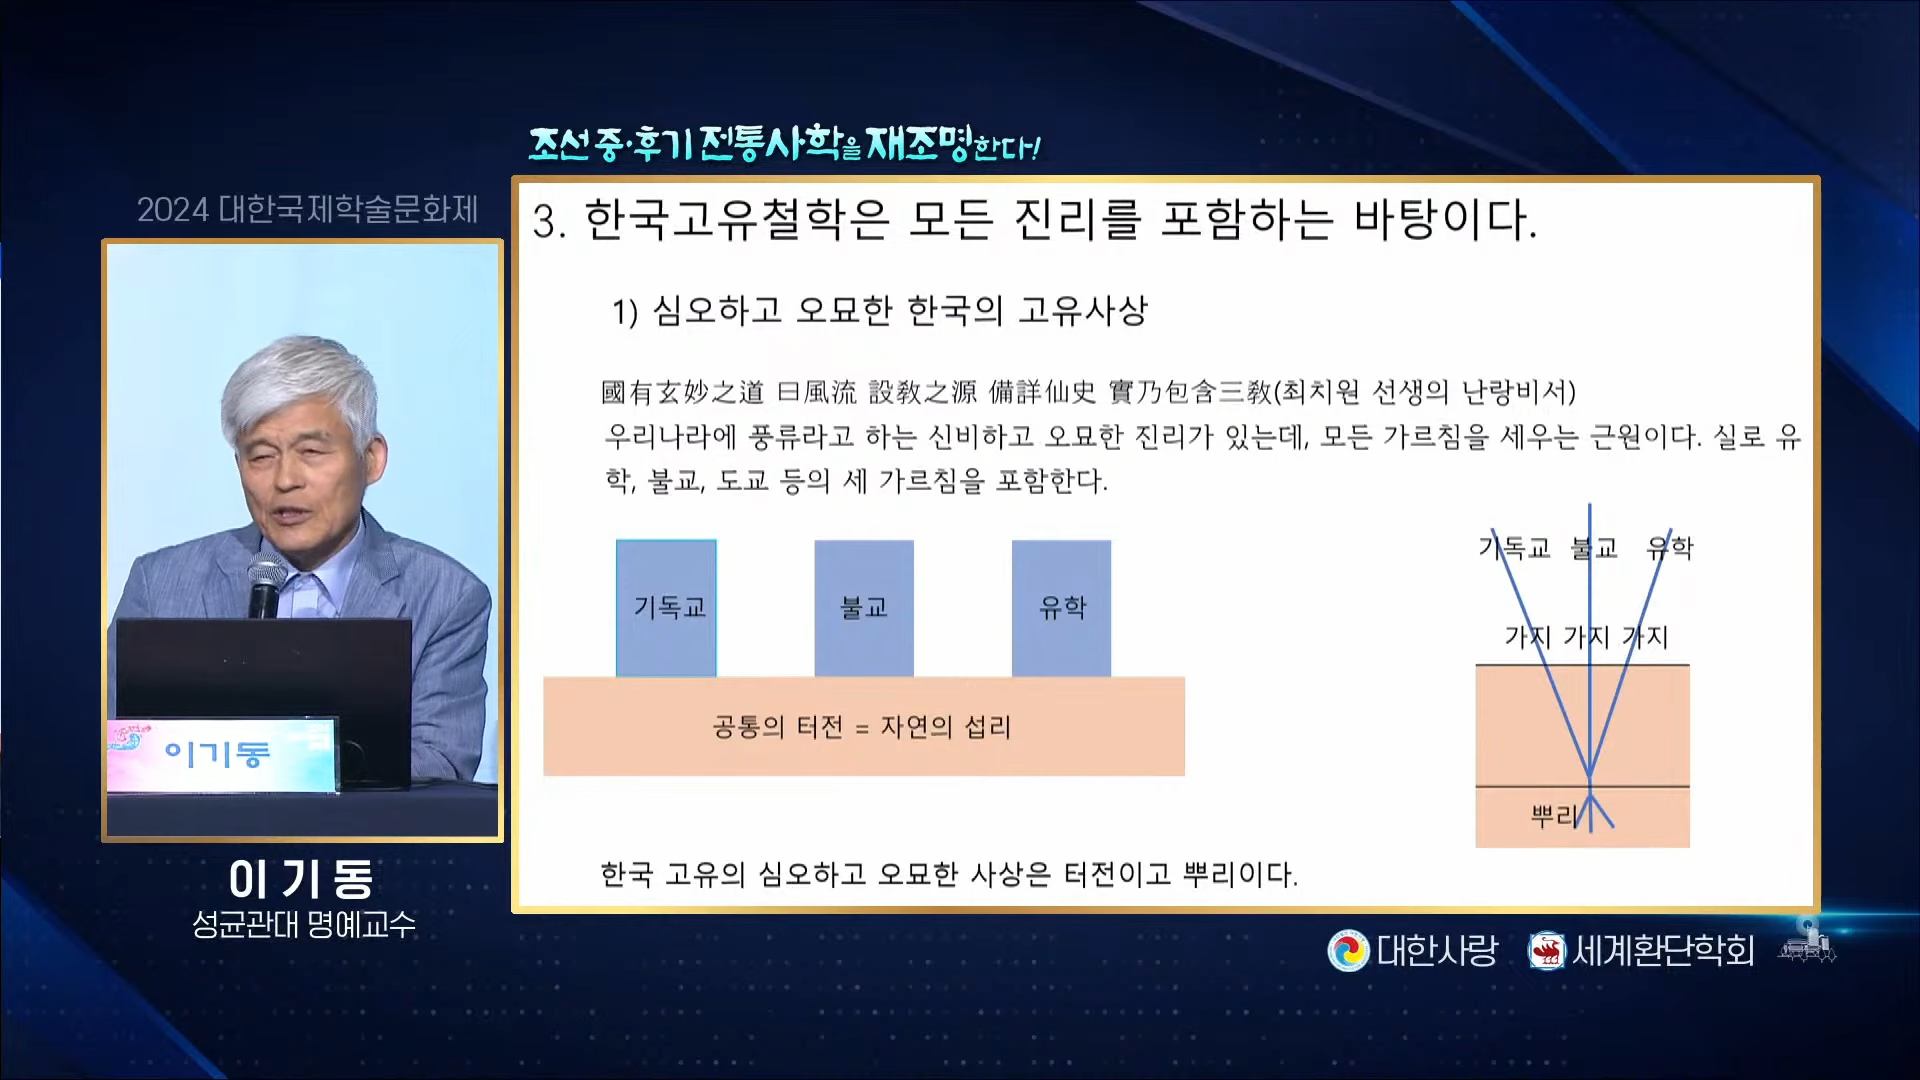 조선 중·후기 전통사학을 재조명한다!
2024 대한국제학술문화제
3. 한국고유철학은 모든 진리를 포함하는 바탕이다.
1) 심오하고 오묘한 한국의 고유사상
國有玄妙之道 曰風流 設敎之源 備詳仙史 實乃包含三敎(최치원 선생의 난랑비서)
우리나라에 풍류라고 하는 신비하고 오묘한 진리가 있는데, 모든 가르침을 세우는 근원이다. 실로 유
학, 불교, 도교 등의 세 가르침을 포함한다.
기독교 불교 유학
공통의 터전 = 자연의 섭리
기독교 불교 유학
가지 가지 가지
뿌리
한국 고유의 심오하고 오묘한 사상은 터전이고 뿌리이다.
이기동
이기동
성균관대 명예교수
대한사랑 세계환단학회